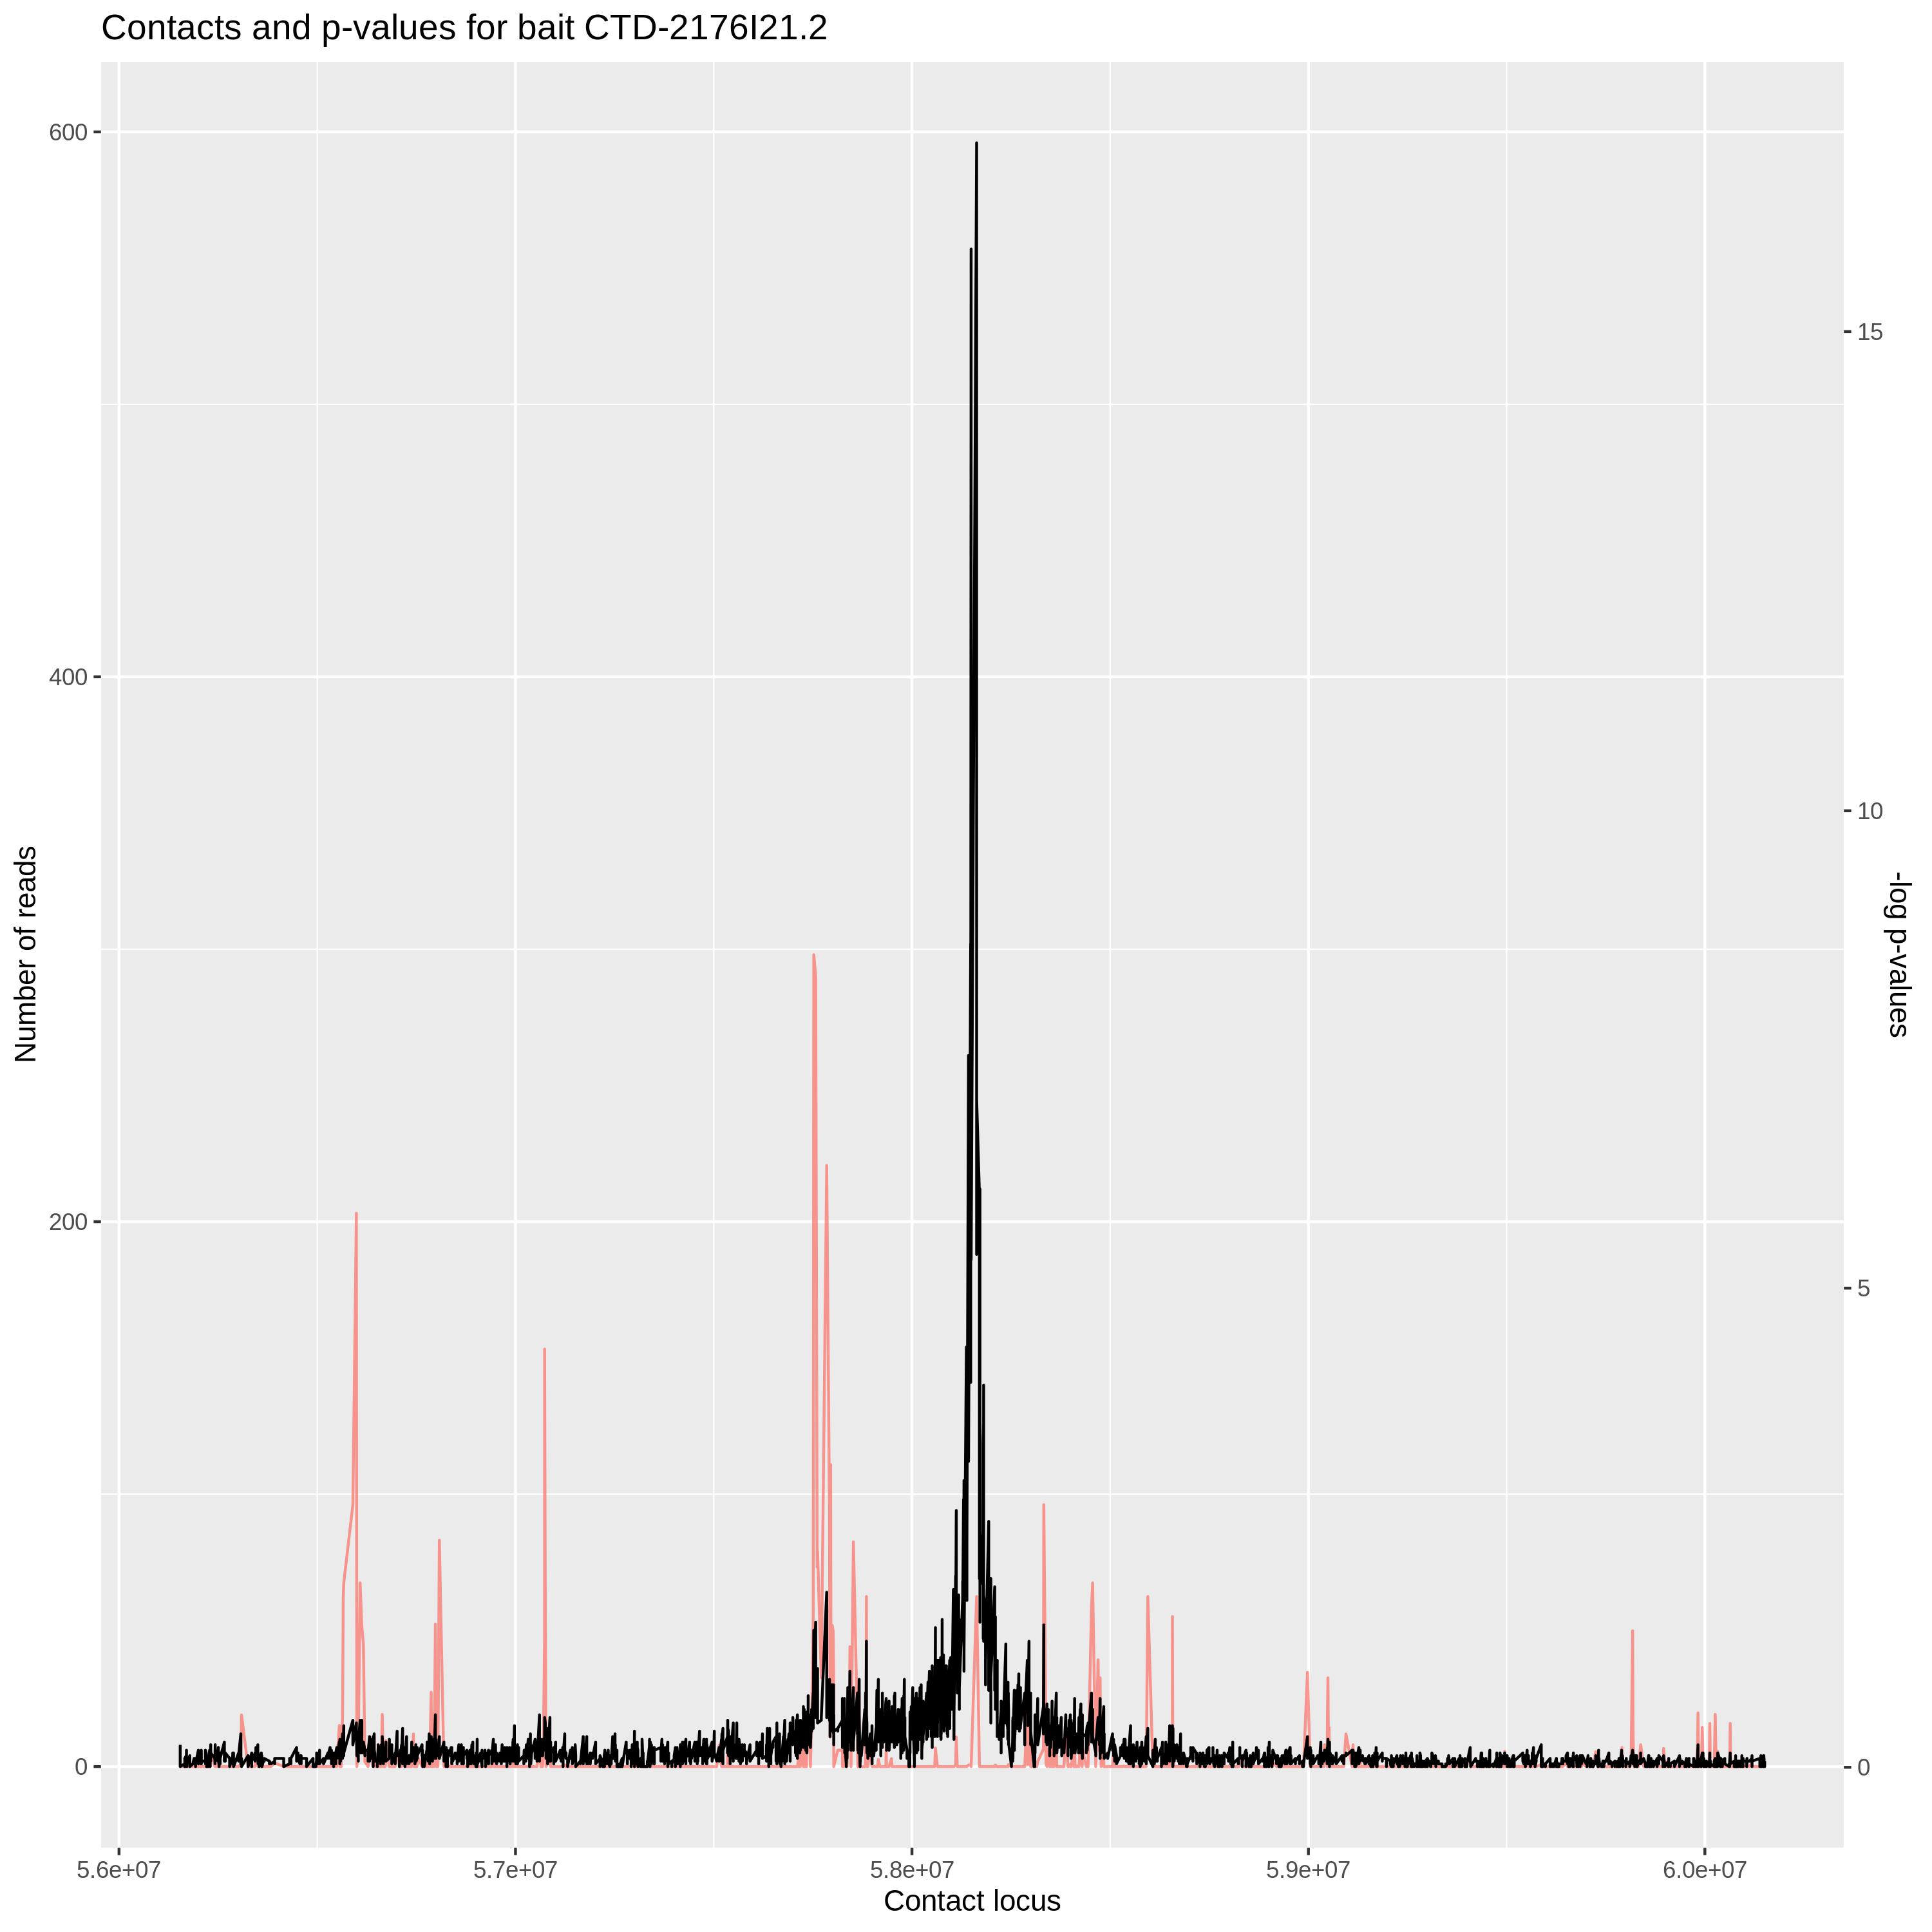 Contacts and p-values for bait CTD-2176I21.2
600
400
200
0
15
10
5
0
Number of reads
-log p-values
5.6e+07
5.7e+07
5.8e+07
5.9e+07
6.0e+07
Contact locus